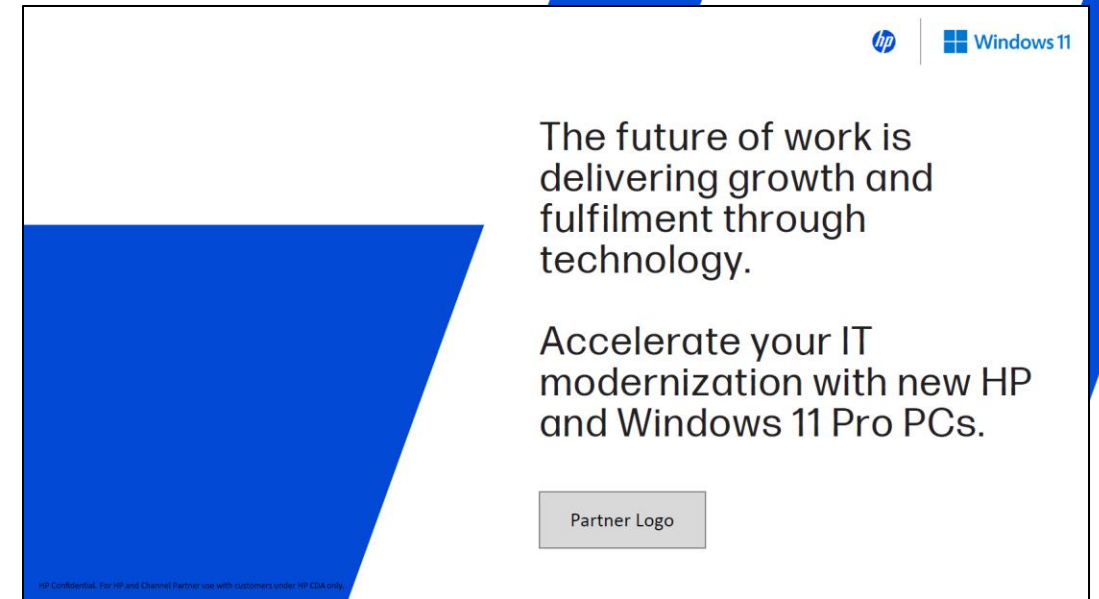 hp
Windows 11
The future of work is
delivering growth and
fulfilment through
technology.
Accelerate your IT
modernization with new HP
and Windows 11 Pro PCs.
Partner Logo
HP Confidential. For HP and Channel Partner use with customers under HP CDA only.